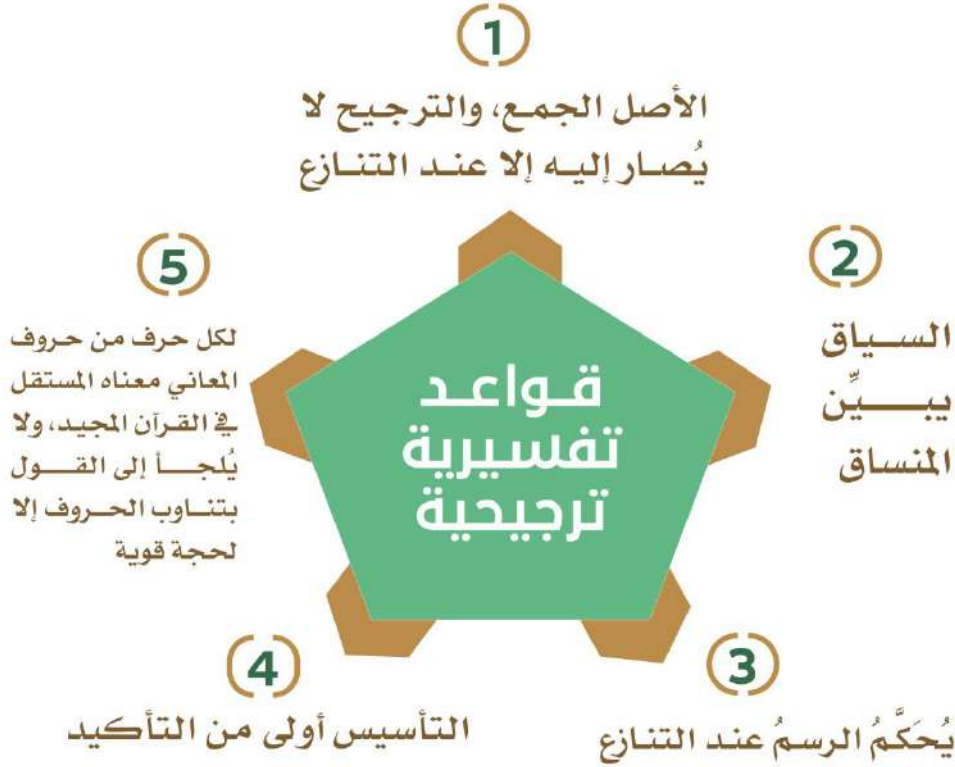 قواعد
تفسيرية
ترجيحية
1
الأصل الجمع، والترجيح لا
يُصار إليه إلا عند التنازع
2
السياق
يبيِّن
المنساق
3
يُحَكَّمُ الرسمُ عند التنازع
4
التأسيس أولى من التأكيد
5
لكل حرف من حروف
المعاني معناه المستقل
في القرآن المجيد، ولا
يُلجأ إلى القول
بتناوب الحروف إلا
لحجة قوية